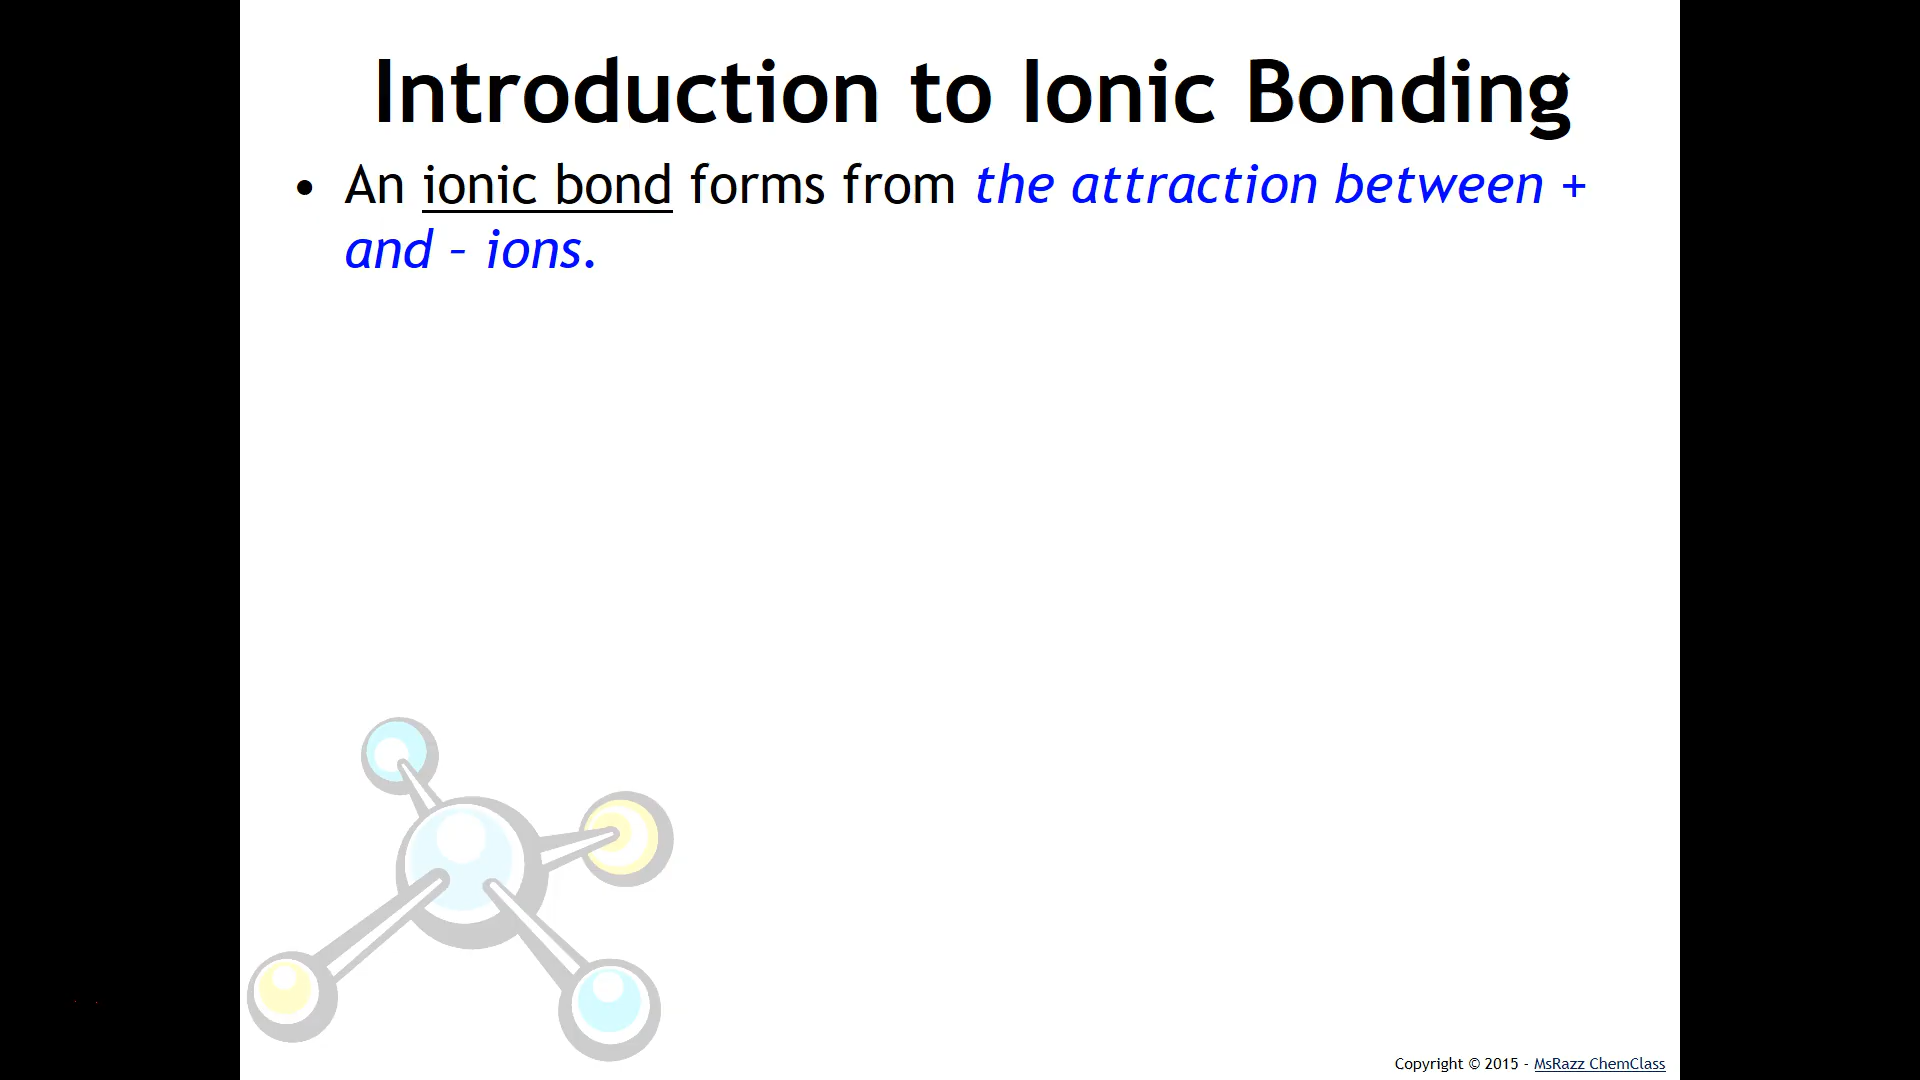 Introduction to Ionic Bonding
• An ionic bond forms from the attraction between +
and – ions.
Copyright © 2015 - MsRazz ChemClass